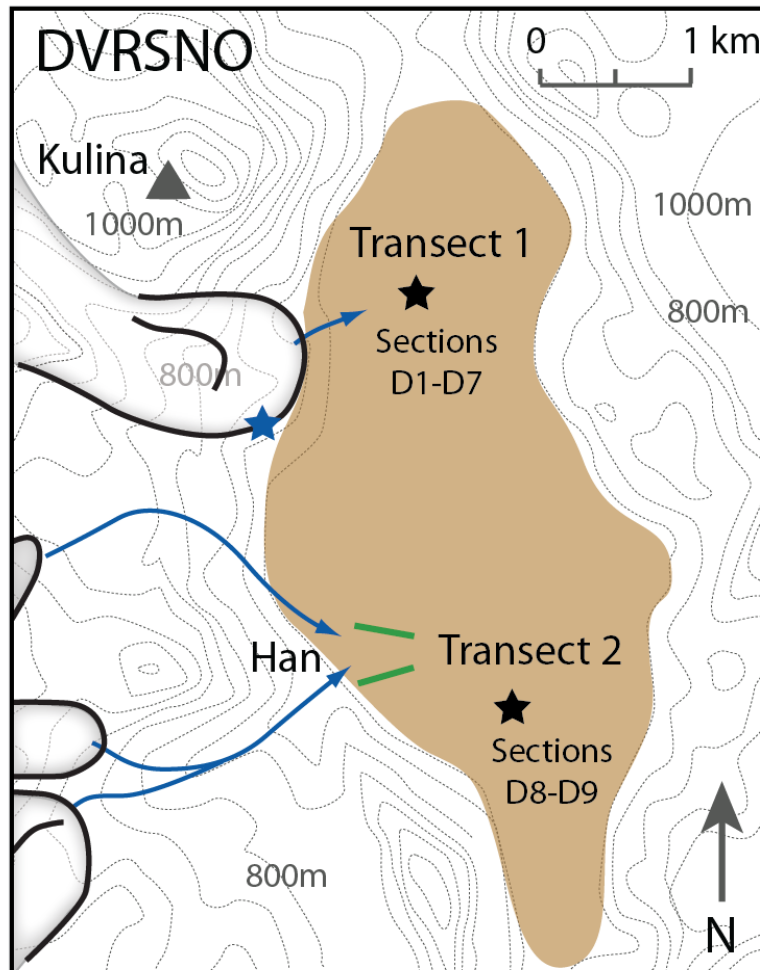 DVRSNO
0 1 km
Kulina
1000m
1000m
Transect 1
800m
Sections
D1-D7
800m
Han
Transect 2
Sections
D8-D9
800m
N